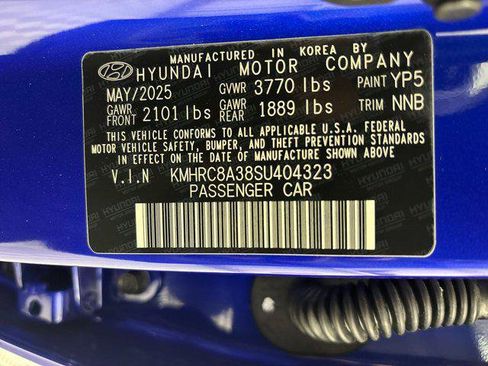 MANUFACTURED IN KOREA BY
HYUNDAI MOTOR COMPANY
MAY/2025 GVWR 3770 lbs PAINT YP5
GAWR FRONT 2101 lbs GAWR REAR 1889 lbs TRIM NNB
THIS VEHICLE CONFORMS TO ALL APPLICABLE U.S.A. FEDERAL
MOTOR VEHICLE SAFETY, BUMPER, AND THEFT PREVENTION STANDARDS
IN EFFECT ON THE DATE OF MANUFACTURE SHOWN ABOVE.
V.I.N KMHRC8A38SU404323
PASSENGER CAR